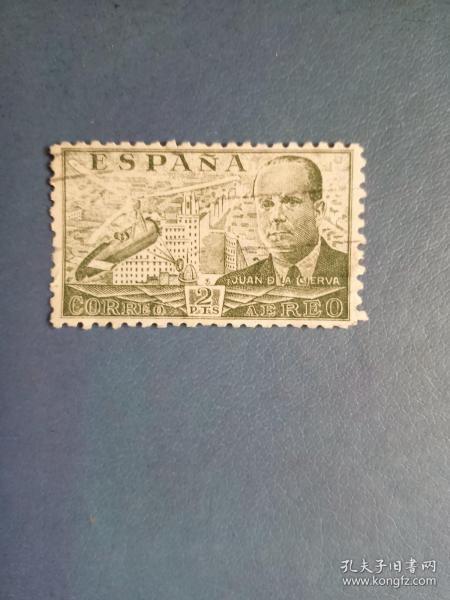 ESPAÑA
JUAN DE LA CIERVA
CORREO 2 PTS AEREO
孔夫子旧书网
www.kongfz.com